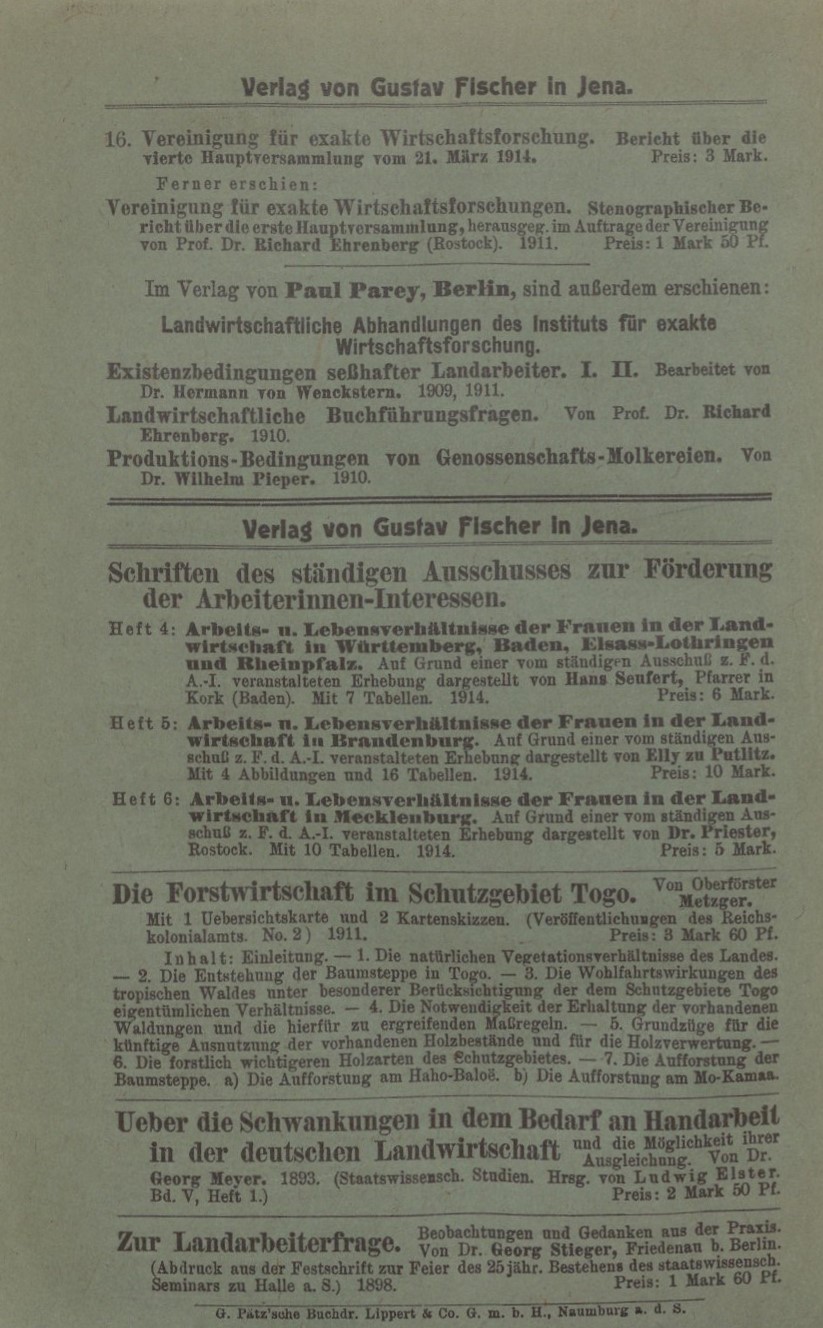 Verlag von Gustav Fischer in Jena.
16. Vereinigung für exakte Wirtschaftsforschung. Bericht über die
vierte Hauptversammlung vom 21. März 1914. Preis: 3 Mark.
Ferner erschien:
Vereinigung für exakte Wirtschaftsforschungen. Stenographischer Be-
richt über die erste Hauptversammlung, herausgeg. im Auftrage der Vereinigung
von Prof. Dr. Richard Ehrenberg (Rostock). 1911. Preis: 1 Mark 50 Pf.
Im Verlag von Paul Parey, Berlin, sind außerdem erschienen:
Landwirtschaftliche Abhandlungen des Instituts für exakte
Wirtschaftsforschung.
Existenzbedingungen seßhafter Landarbeiter. I. II. Bearbeitet von
Dr. Hermann von Wenckstern. 1909, 1911.
Landwirtschaftliche Buchführungsfragen. Von Prof. Dr. Richard
Ehrenberg. 1910.
Produktions-Bedingungen von Genossenschafts-Molkereien. Von
Dr. Wilhelm Pieper. 1910.
Verlag von Gustav Fischer in Jena.
Schriften des ständigen Ausschusses zur Förderung
der Arbeiterinnen-Interessen.
Heft 4: Arbeits- u. Lebensverhältnisse der Frauen in der Land-
wirtschaft in Württemberg, Baden, Elsass-Lothringen
und Rheinpfalz. Auf Grund einer vom ständigen Ausschuß z. F. d.
A.-I. veranstalteten Erhebung dargestellt von Hans Seufert, Pfarrer in
Kork (Baden). Mit 7 Tabellen. 1914. Preis: 6 Mark.
Heft 5: Arbeits- u. Lebensverhältnisse der Frauen in der Land-
wirtschaft in Brandenburg. Auf Grund einer vom ständigen Aus-
schuß z. F. d. A.-I. veranstalteten Erhebung dargestellt von Elly zu Putlitz.
Mit 4 Abbildungen und 16 Tabellen. 1914. Preis: 10 Mark.
Heft 6: Arbeits- u. Lebensverhältnisse der Frauen in der Land-
wirtschaft in Mecklenburg. Auf Grund einer vom ständigen Aus-
schuß z. F. d. A.-I. veranstalteten Erhebung dargestellt von Dr. Priester,
Rostock. Mit 10 Tabellen. 1914. Preis: 5 Mark.
Die Forstwirtschaft im Schutzgebiet Togo. Von Oberförster
Metzger.
Mit 1 Uebersichtskarte und 2 Kartenskizzen. (Veröffentlichungen des Reichs-
kolonialamts. No. 2) 1911. Preis: 3 Mark 60 Pf.
Inhalt: Einleitung. — 1. Die natürlichen Vegetationsverhältnisse des Landes.
— 2. Die Entstehung der Baumsteppe in Togo. — 3. Die Wohlfahrtswirkungen des
tropischen Waldes unter besonderer Berücksichtigung der dem Schutzgebiete Togo
eigentümlichen Verhältnisse. — 4. Die Notwendigkeit der Erhaltung der vorhandenen
Waldungen und die hierfür zu ergreifenden Maßregeln. — 5. Grundzüge für die
künftige Ausnutzung der vorhandenen Holzbestände und für die Holzverwertung. —
6. Die forstlich wichtigeren Holzarten des Schutzgebietes. — 7. Die Aufforstung der
Baumsteppe. a) Die Aufforstung am Haho-Baloë. b) Die Aufforstung am Mo-Kamaa.
Ueber die Schwankungen in dem Bedarf an Handarbeit
in der deutschen Landwirtschaft und die Möglichkeit ihrer
Ausgleichung. Von Dr.
Georg Meyer. 1893. (Staatswissensch. Studien. Hrsg. von Ludwig Elster.
Bd. V, Heft 1.) Preis: 2 Mark 50 Pf.
Zur Landarbeiterfrage. Beobachtungen und Gedanken aus der Praxis.
Von Dr. Georg Stieger, Friedenau b. Berlin.
(Abdruck aus der Festschrift zur Feier des 25jähr. Bestehens des staatswissensch.
Seminars zu Halle a. S.) 1898. Preis: 1 Mark 60 Pf.
G. Pätz'sche Buchdr. Lippert & Co. G. m. b. H., Naumburg a. d. S.